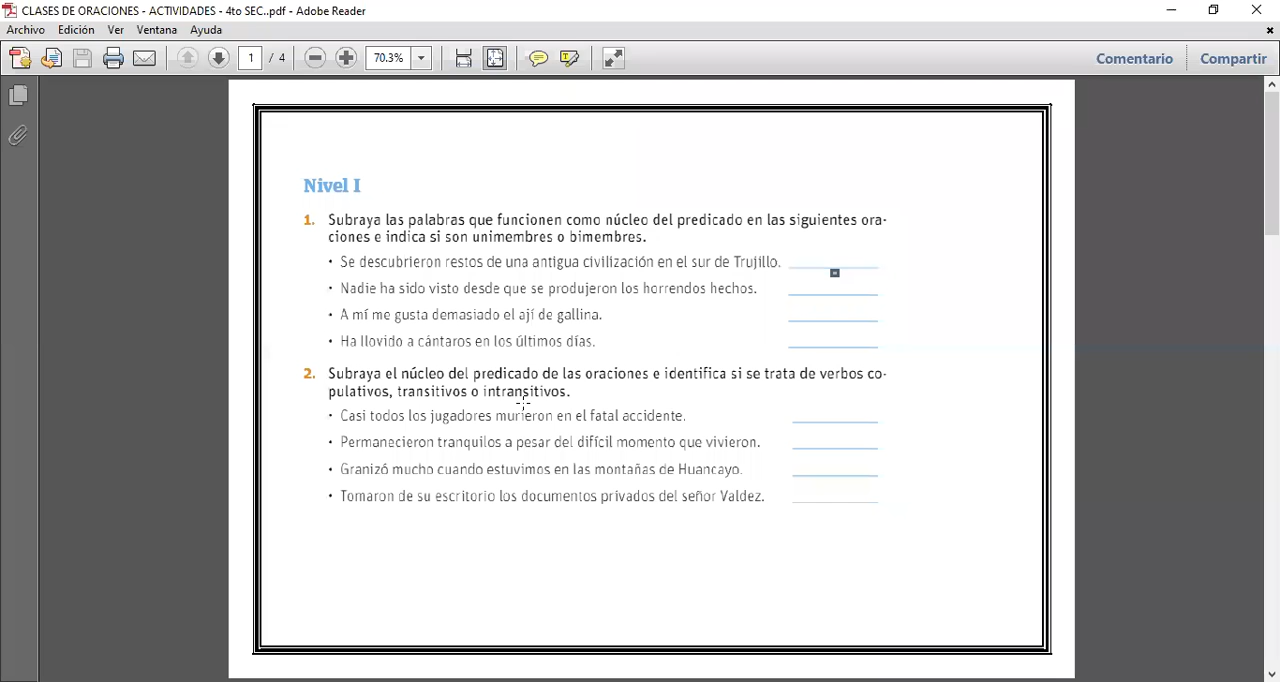 CLASES DE ORACIONES - ACTIVIDADES - 4to SEC..pdf - Adobe Reader
Archivo Edición Ver Ventana Ayuda
1 / 4 70.3% Comentario Compartir
Nivel I
1. Subraya las palabras que funcionen como núcleo del predicado en las siguientes ora-
ciones e indica si son unimembres o bimembres.
• Se descubrieron restos de una antigua civilización en el sur de Trujillo.
• Nadie ha sido visto desde que se produjeron los horrendos hechos.
• A mí me gusta demasiado el ají de gallina.
• Ha llovido a cántaros en los últimos días.
2. Subraya el núcleo del predicado de las oraciones e identifica si se trata de verbos co-
pulativos, transitivos o intransitivos.
• Casi todos los jugadores murieron en el fatal accidente.
• Permanecieron tranquilos a pesar del difícil momento que vivieron.
• Granizó mucho cuando estuvimos en las montañas de Huancayo.
• Tomaron de su escritorio los documentos privados del señor Valdez.